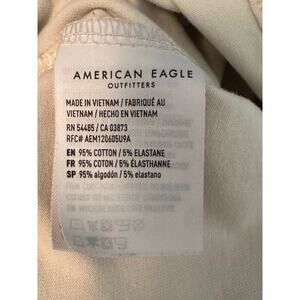 AMERICAN EAGLE
OUTFITTERS
MADE IN VIETNAM / FABRIQUÉ AU
VIETNAM / HECHO EN VIETNAM
RN 54485 / CA 03873
RFC# AEM120605U9A
EN 95% COTTON / 5% ELASTANE
FR 95% COTON / 5% ÉLASTHANNE
SP 95% algodón / 5% elastano